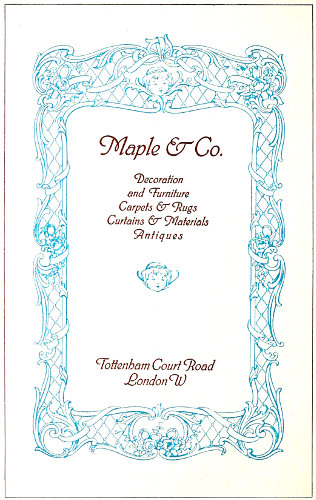 Maple & Co.
Decoration
and Furniture
Carpets & Rugs
Curtains & Materials
Antiques
Tottenham Court Road
London W